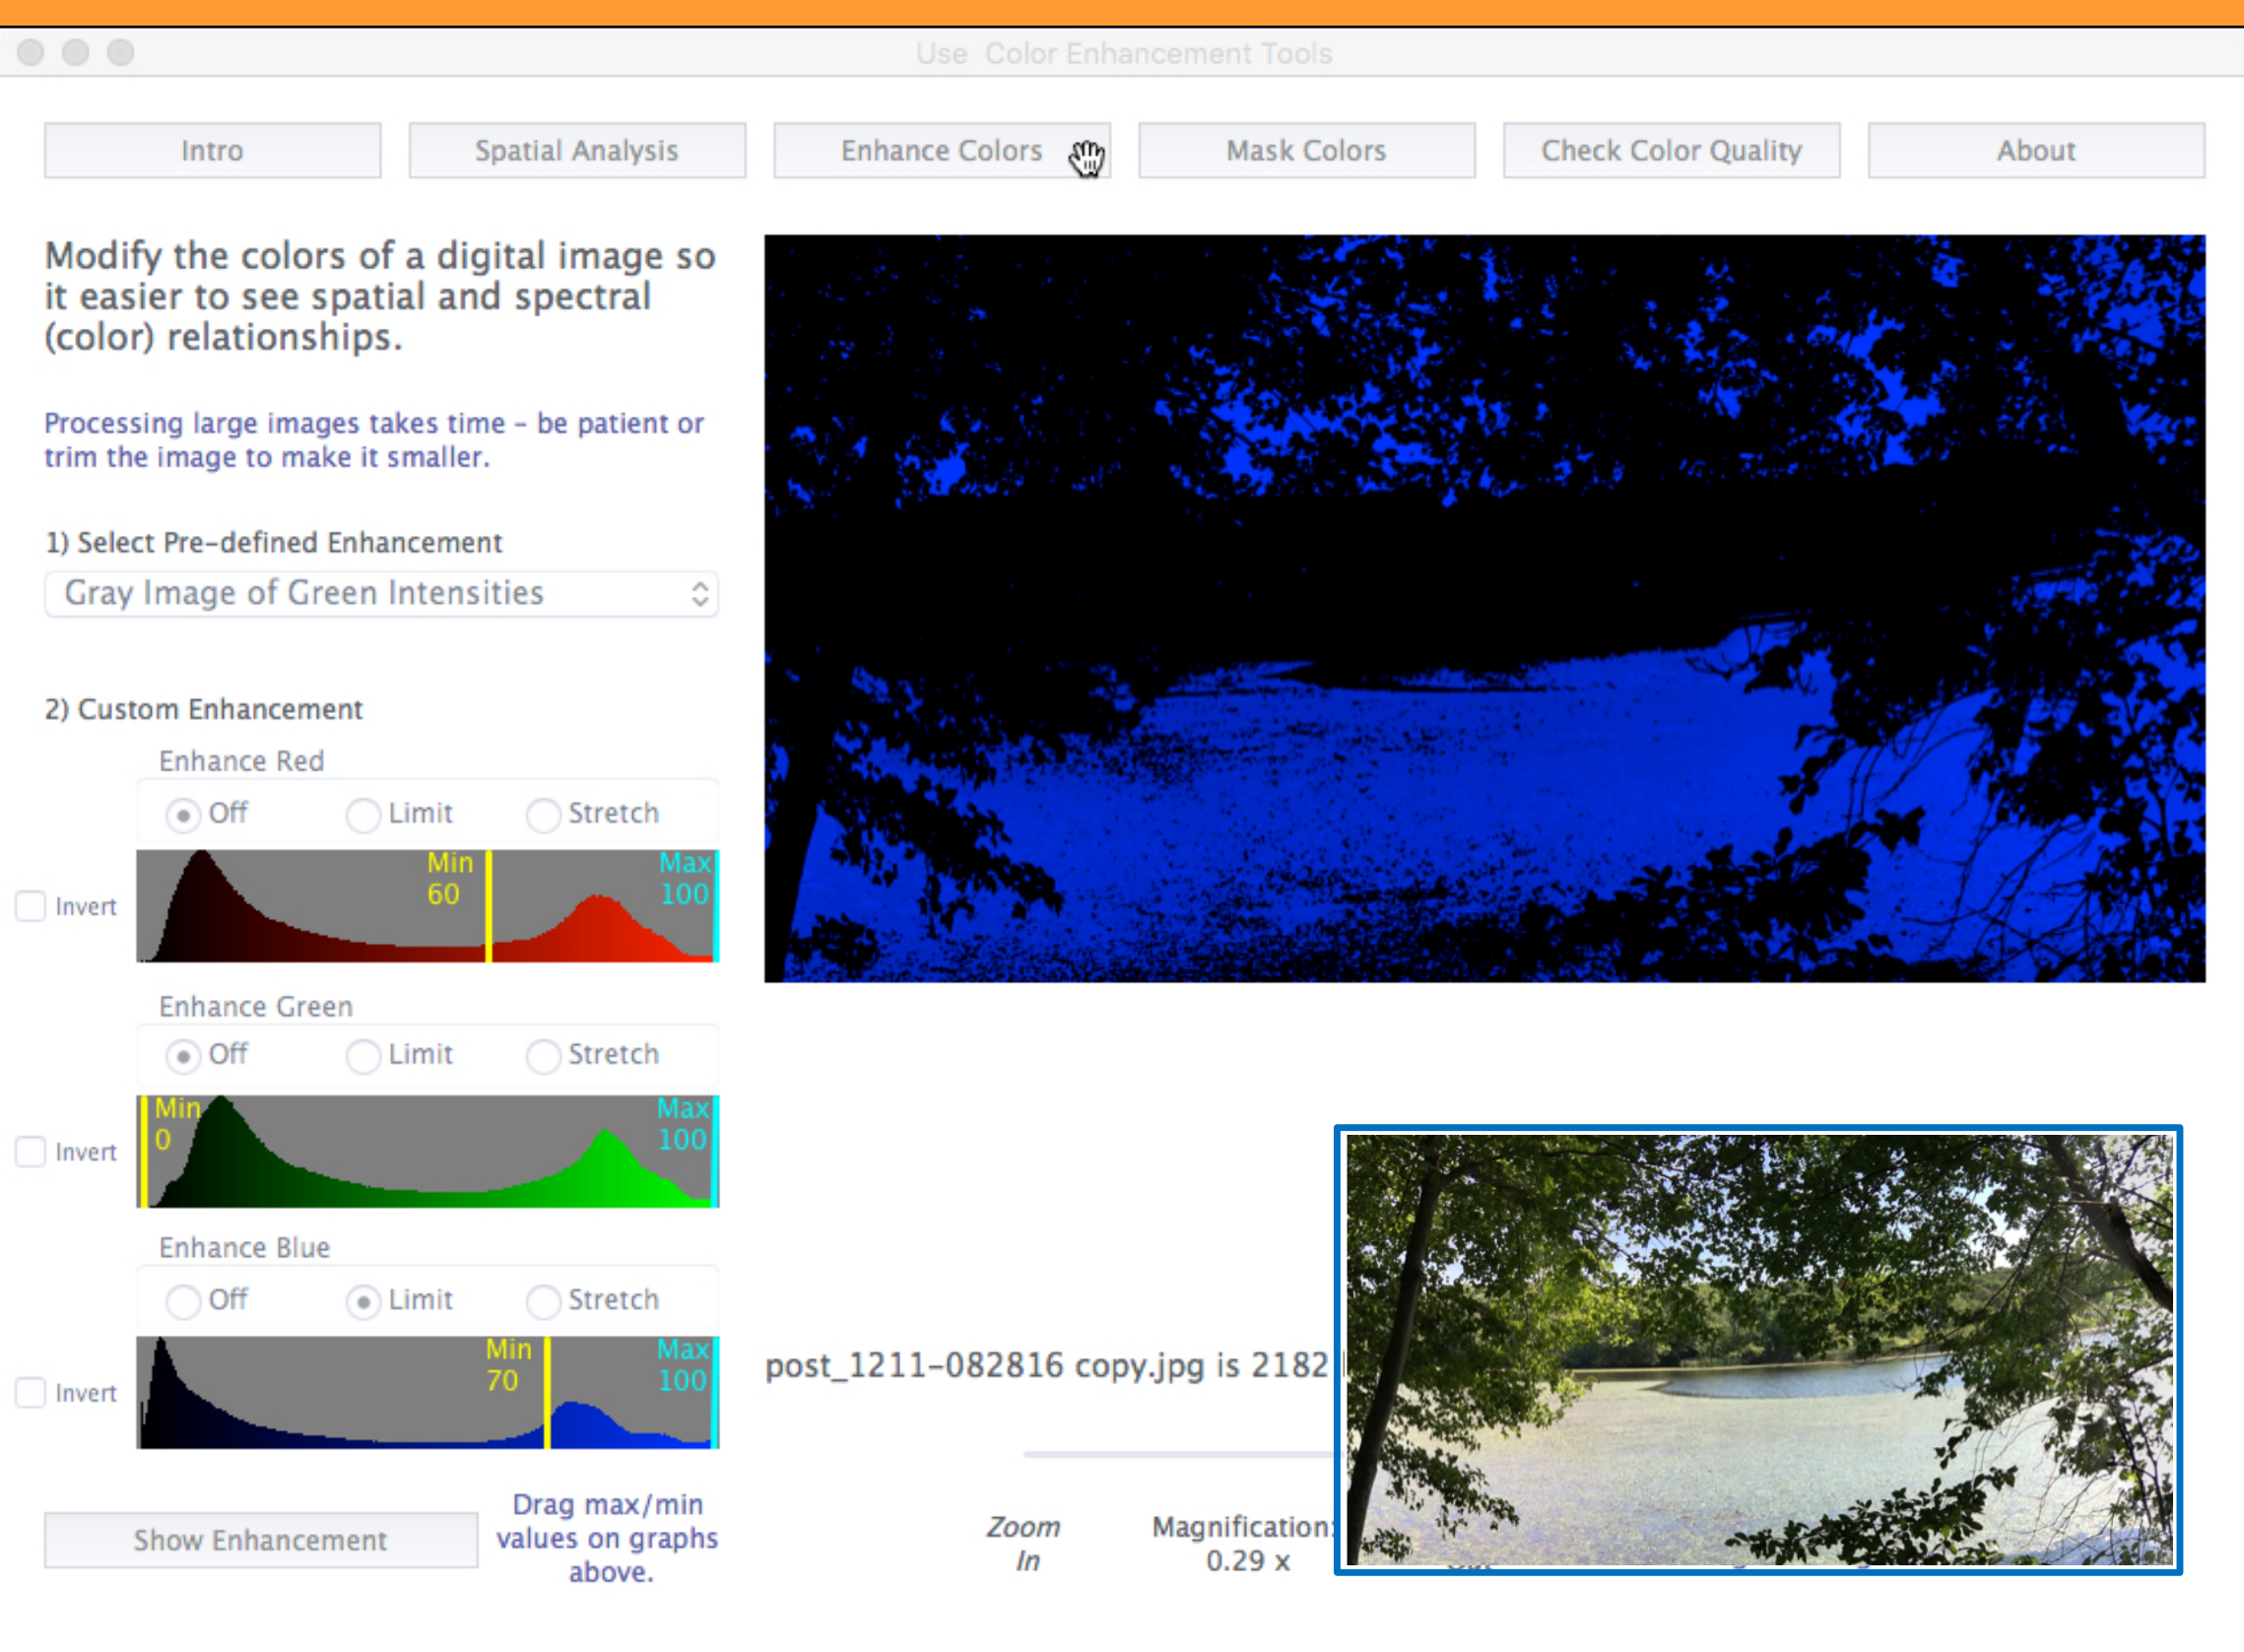 Use Color Enhancement Tools
Intro
Spatial Analysis
Enhance Colors
Mask Colors
Check Color Quality
About
Modify the colors of a digital image so
it easier to see spatial and spectral
(color) relationships.
Processing large images takes time – be patient or
trim the image to make it smaller.
1) Select Pre-defined Enhancement
Gray Image of Green Intensities
2) Custom Enhancement
Enhance Red
Off
Limit
Stretch
Min
60
Max
100
Invert
Enhance Green
Off
Limit
Stretch
Min
0
Max
100
Invert
Enhance Blue
Off
Limit
Stretch
Min
70
Max
100
Invert
Show Enhancement
Drag max/min
values on graphs
above.
post_1211-082816 copy.jpg is 2182
Zoom
In
Magnification:
0.29 x